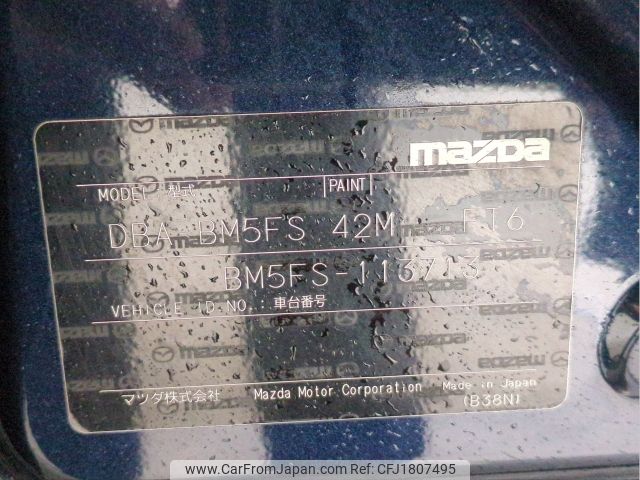 mazda
MODEL 型式 PAINT
DBA-BM5FS 42M FT6
BM5FS-113713
VEHICLE I.D.NO. 車台番号
マツダ株式会社 Mazda Motor Corporation Made in Japan
(B38N)
www.CarFromJapan.com | REF No: CFJ1807495